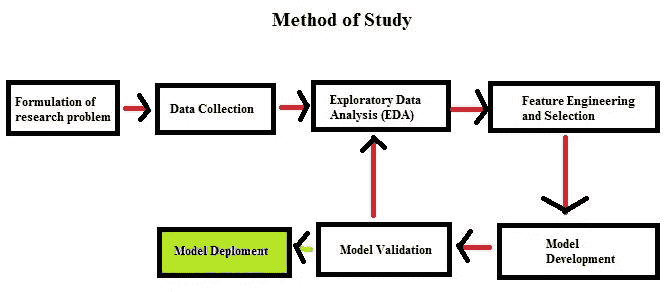 Method of Study
Formulation of
research problem
Data Collection
Exploratory Data
Analysis (EDA)
Feature Engineering
and Selection
Model
Development
Model Validation
Model Deploment